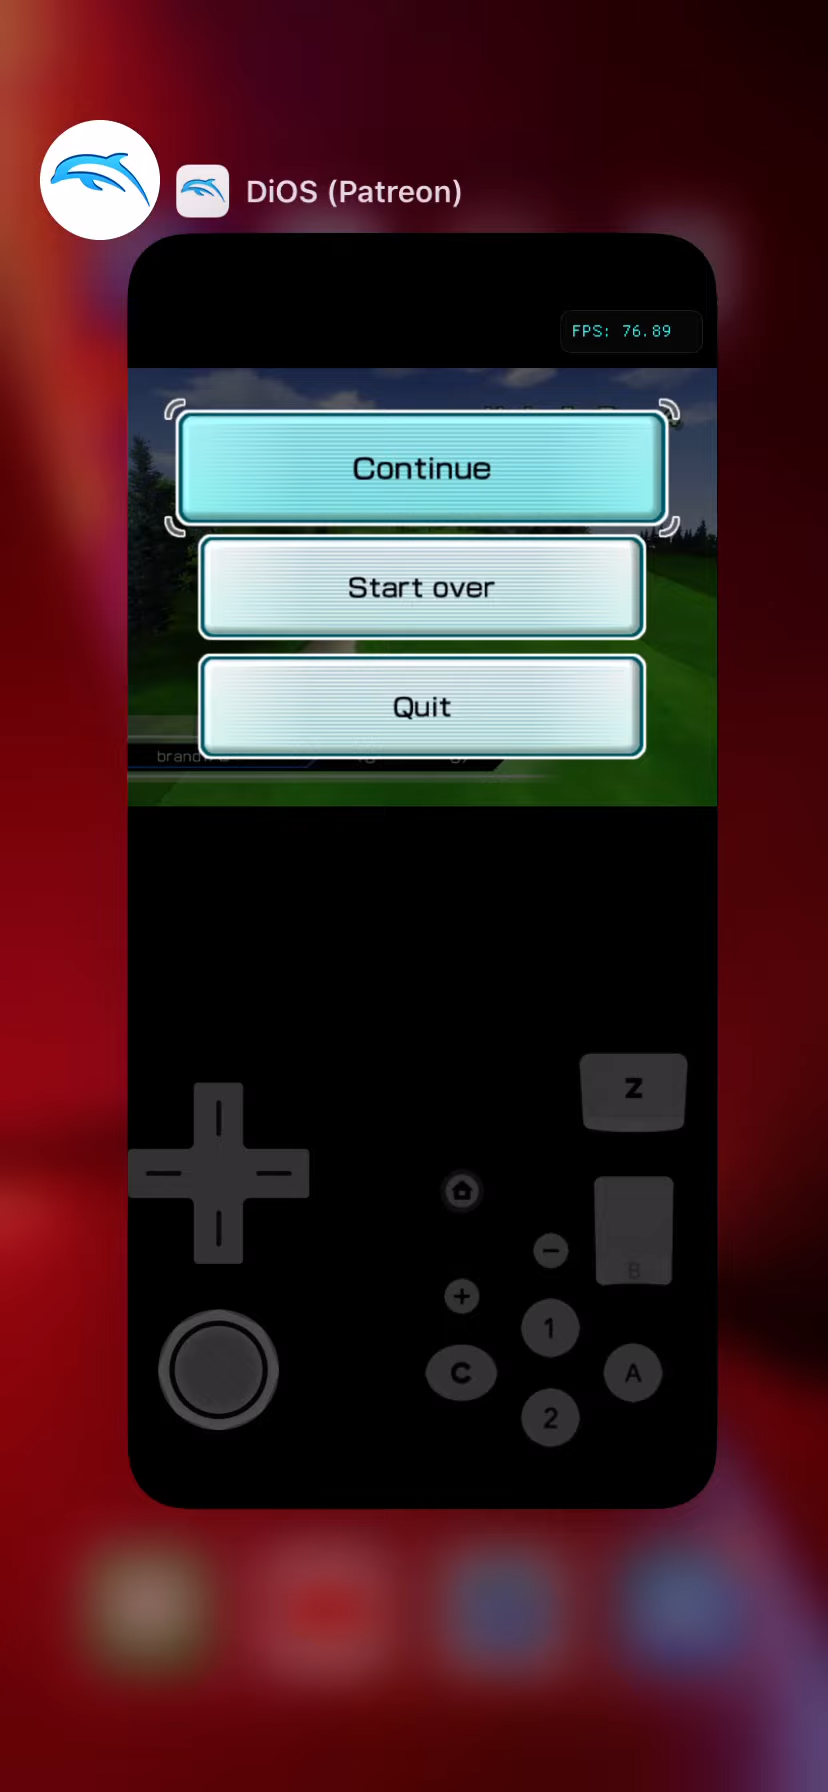 DiOS (Patreon)
FPS: 76.89
Continue
Start over
Quit
Z
B
1
C
A
2